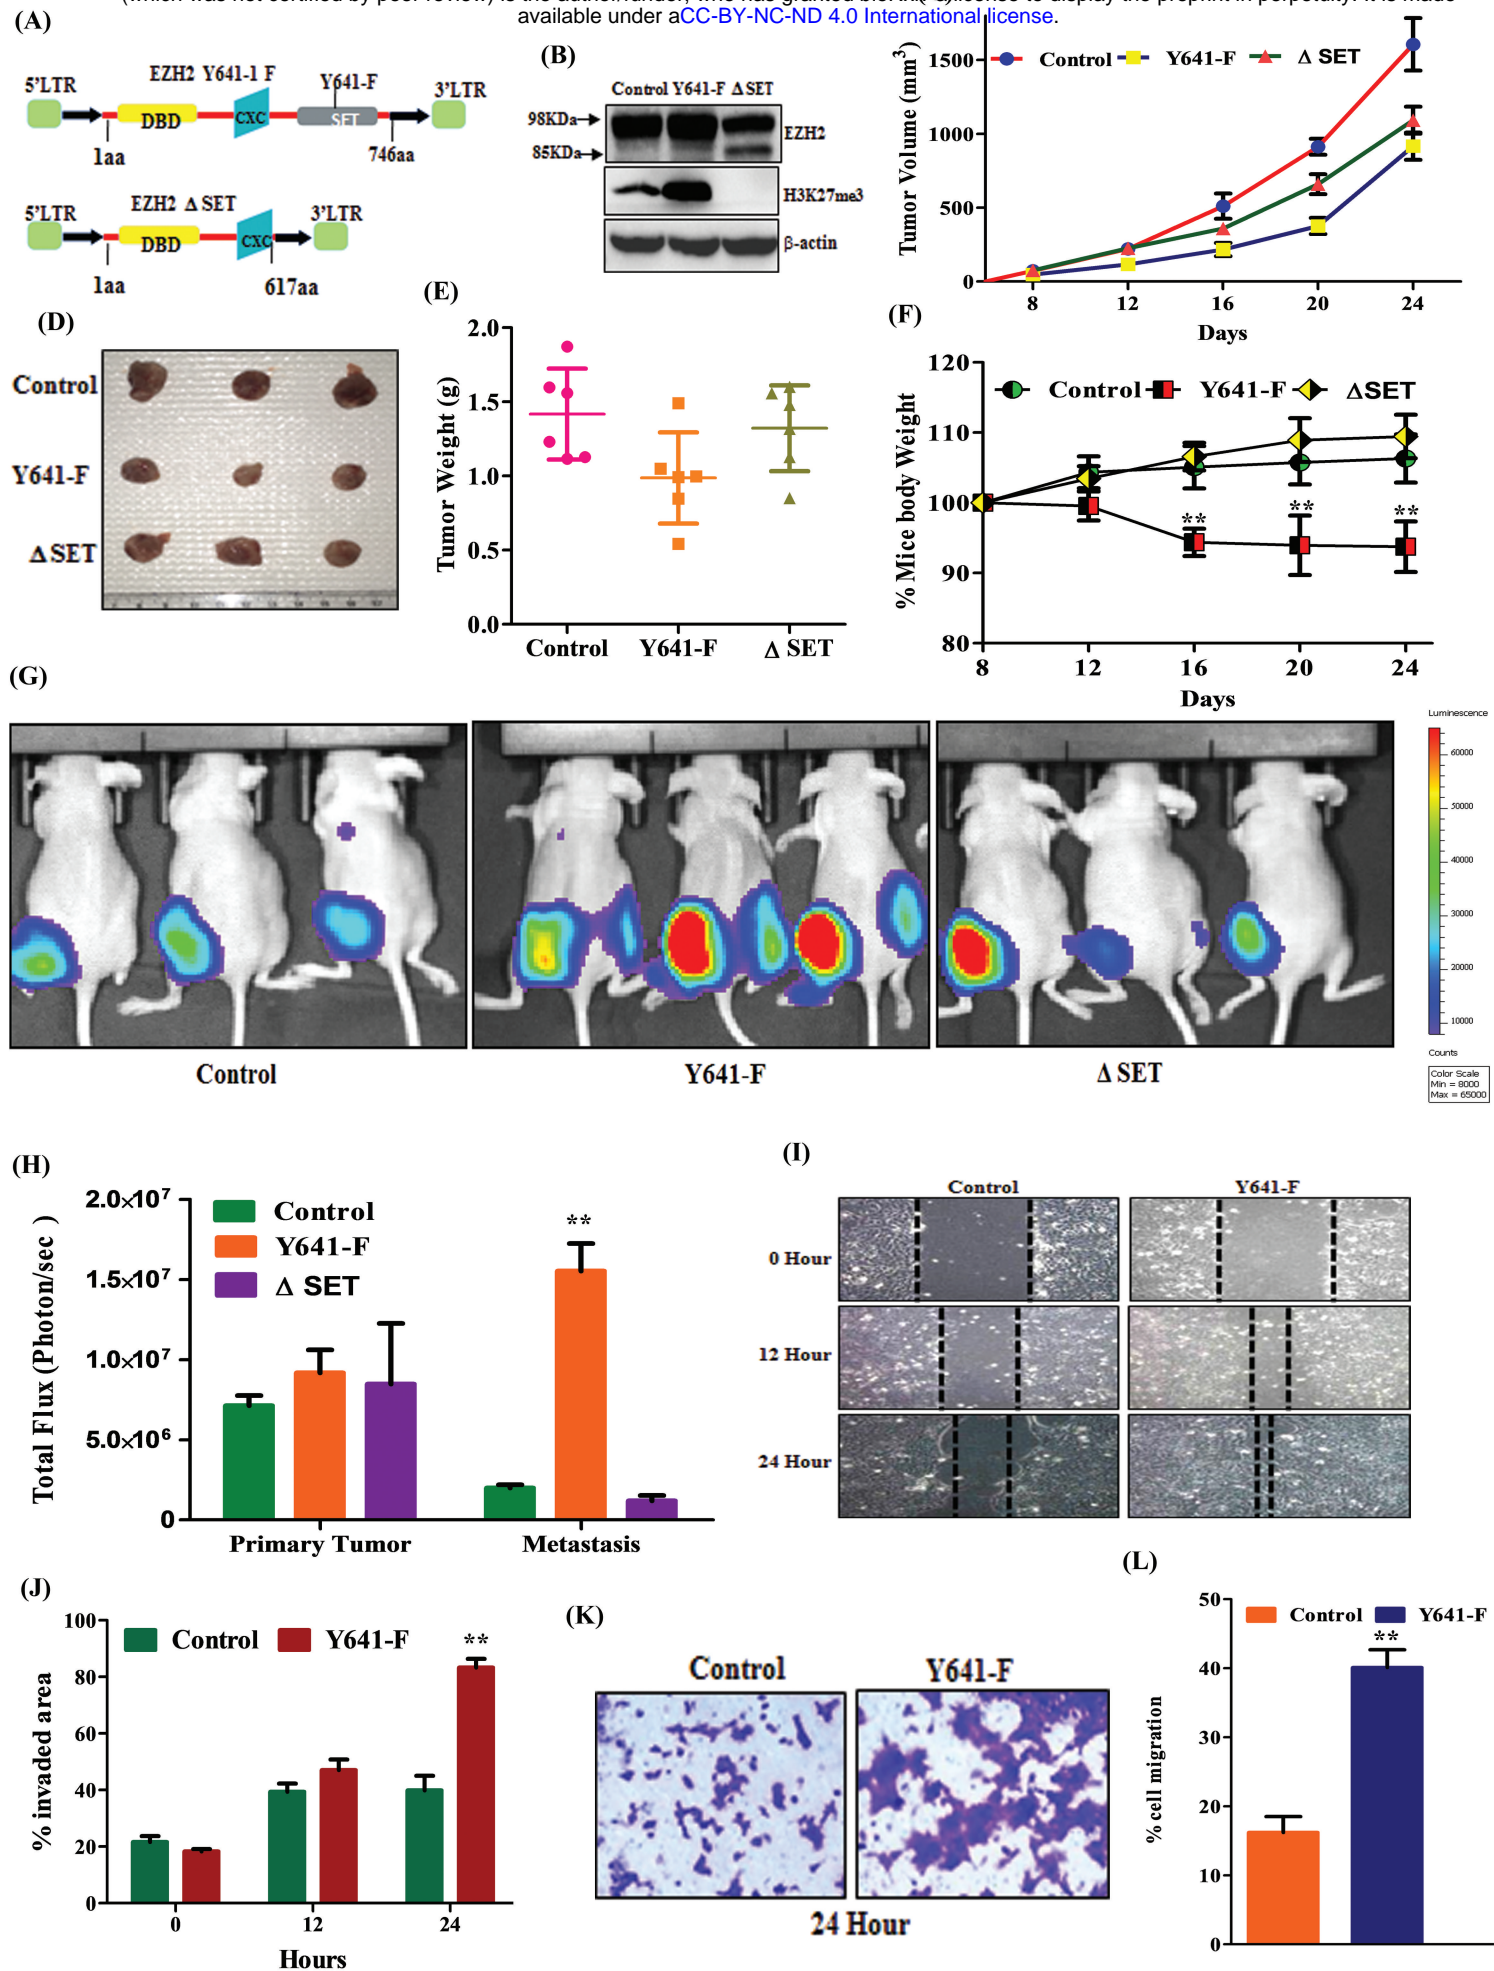 available under aCC-BY-NC-ND 4.0 International license.
(A)
5'LTR
EZH2 Y641-1 F
Y641-F
3'LTR
DBD
CXC
SET
1aa
746aa
5'LTR
EZH2 Δ SET
3'LTR
DBD
CXC
1aa
617aa
(B)
Control Y641-F Δ SET
98KDa
EZH2
85KDa
H3K27me3
β-actin
Control
Y641-F
Δ SET
Tumor Volume (mm3)
1500
1000
500
0
8
12
16
20
24
Days
(D)
Control
Y641-F
Δ SET
(E)
Tumor Weight (g)
2.0
1.5
1.0
0.5
0.0
Control
Y641-F
Δ SET
(F)
% Mice body Weight
120
110
100
90
80
Control
Y641-F
ΔSET
**
**
**
8
12
16
20
24
Days
(G)
Control
Y641-F
Δ SET
Luminescence
60000
50000
40000
30000
20000
10000
Counts
Color Scale
Min = 8000
Max = 65000
(H)
Total Flux (Photon/sec )
2.0×107
1.5×107
1.0×107
5.0×106
0
Control
Y641-F
Δ SET
**
Primary Tumor
Metastasis
(I)
Control
Y641-F
0 Hour
12 Hour
24 Hour
(J)
% invaded area
100
80
60
40
20
0
Control
Y641-F
**
0
12
24
Hours
(K)
Control
Y641-F
24 Hour
(L)
% cell migration
50
40
30
20
10
0
Control
Y641-F
**